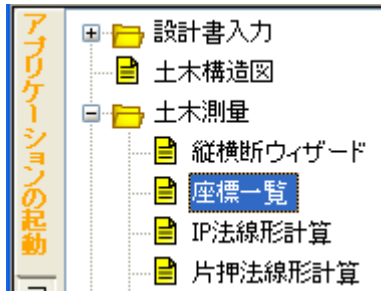 アプリケーションの起動
設計書入力
土木構造図
土木測量
縦横断ウィザード
座標一覧
IP法線形計算
片押法線形計算